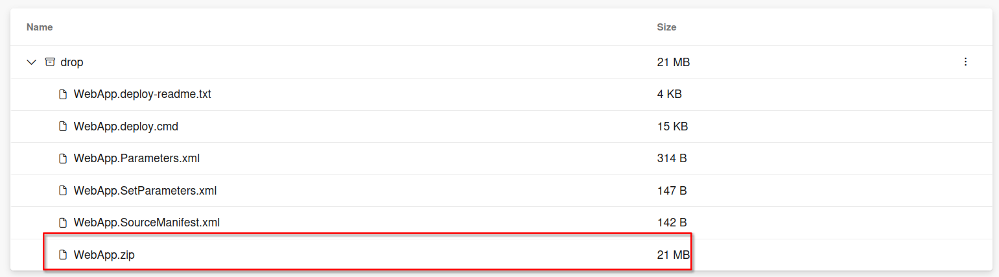 Name Size
drop 21 MB
WebApp.deploy-readme.txt 4 KB
WebApp.deploy.cmd 15 KB
WebApp.Parameters.xml 314 B
WebApp.SetParameters.xml 147 B
WebApp.SourceManifest.xml 142 B
WebApp.zip 21 MB